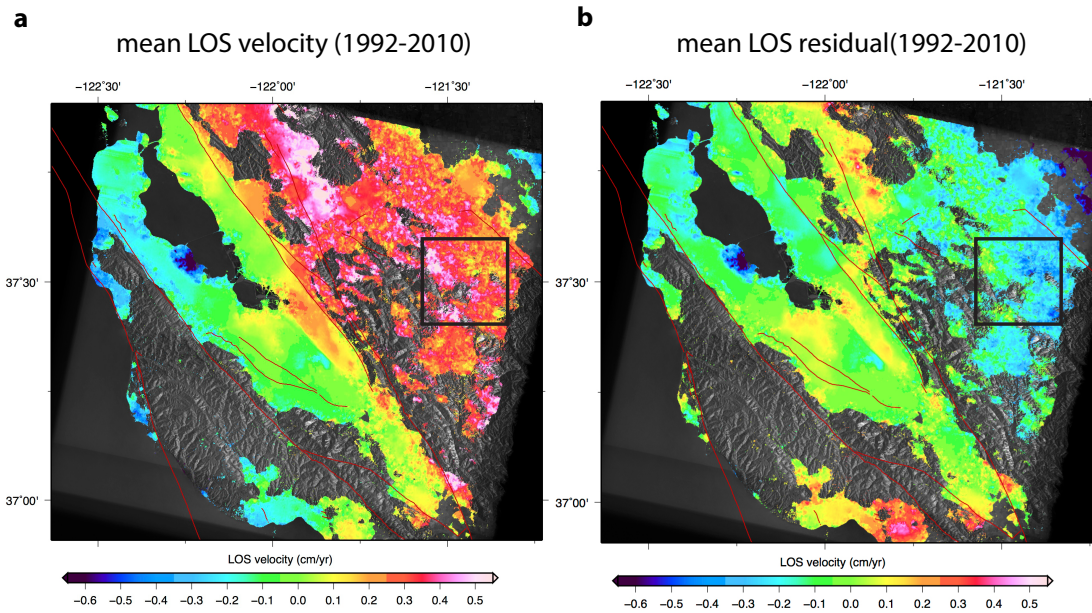 a
mean LOS velocity (1992-2010)
−122˚30' −122˚00' −121˚30'
37˚30'
37˚00'
LOS velocity (cm/yr)
−0.6 −0.5 −0.4 −0.3 −0.2 −0.1 0.0 0.1 0.2 0.3 0.4 0.5
b
mean LOS residual(1992-2010)
−122˚30' −122˚00' −121˚30'
37˚30'
37˚00'
LOS velocity (cm/yr)
−0.6 −0.5 −0.4 −0.3 −0.2 −0.1 0.0 0.1 0.2 0.3 0.4 0.5